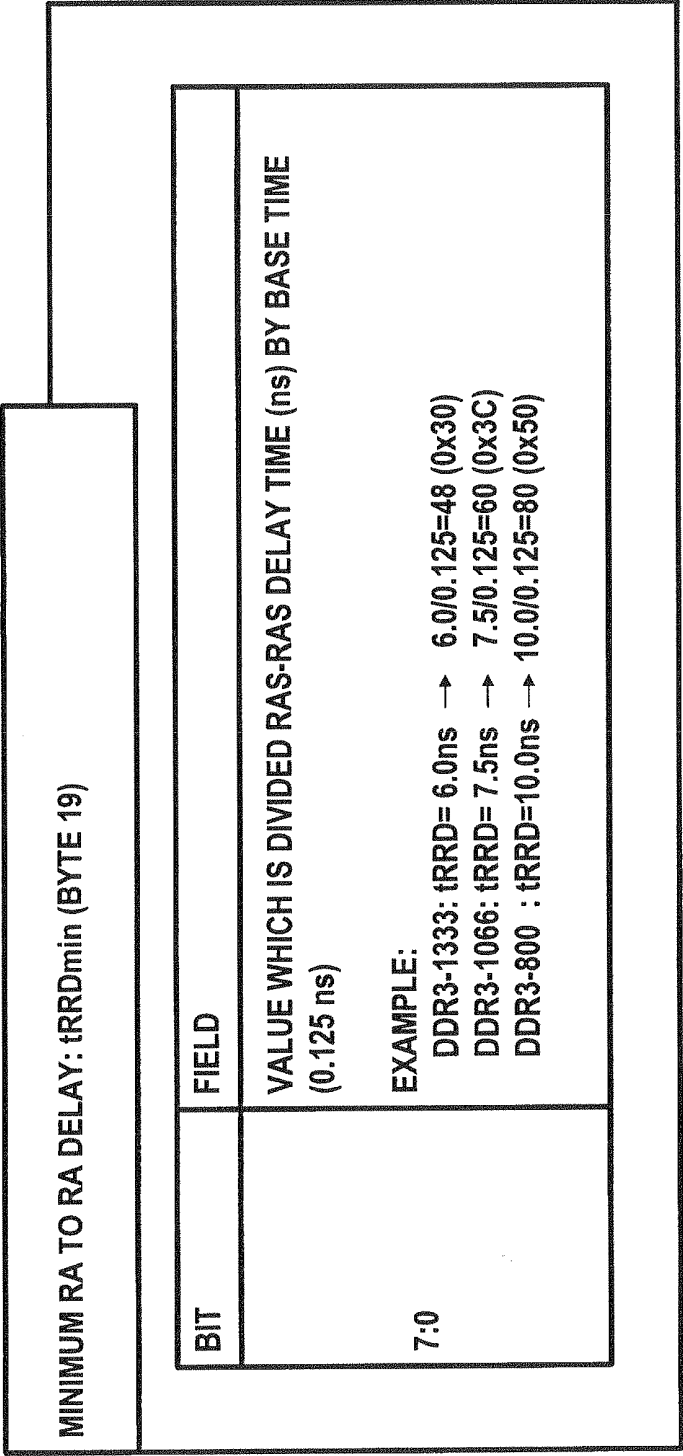 MINIMUM RA TO RA DELAY: tRRDmin (BYTE 19)
BIT FIELD
7:0
VALUE WHICH IS DIVIDED RAS-RAS DELAY TIME (ns) BY BASE TIME
(0.125 ns)
EXAMPLE:
DDR3-1333: tRRD= 6.0ns → 6.0/0.125=48 (0x30)
DDR3-1066: tRRD= 7.5ns → 7.5/0.125=60 (0x3C)
DDR3-800 : tRRD=10.0ns → 10.0/0.125=80 (0x50)